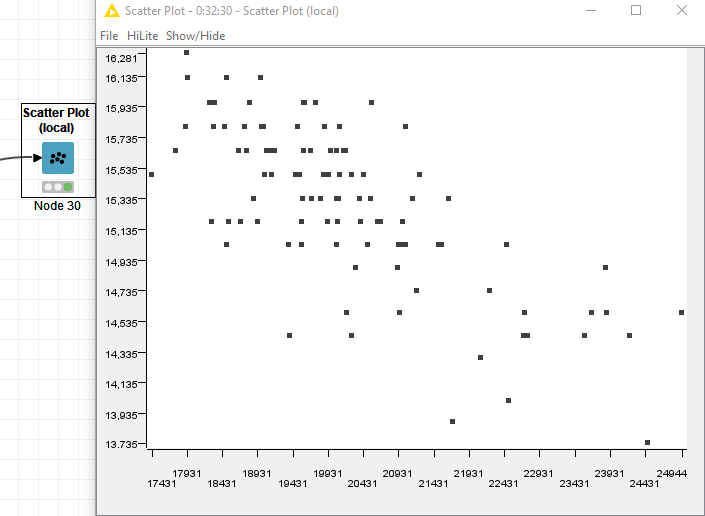 Scatter Plot - 0:32:30 - Scatter Plot (local)
File HiLite Show/Hide
Scatter Plot
(local)
Node 30
16,281
16,135
15,935
15,735
15,535
15,335
15,135
14,935
14,735
14,535
14,335
14,135
13,935
13,735
17931 18931 19931 20931 21931 22931 23931 24944
17431 18431 19431 20431 21431 22431 23431 24431